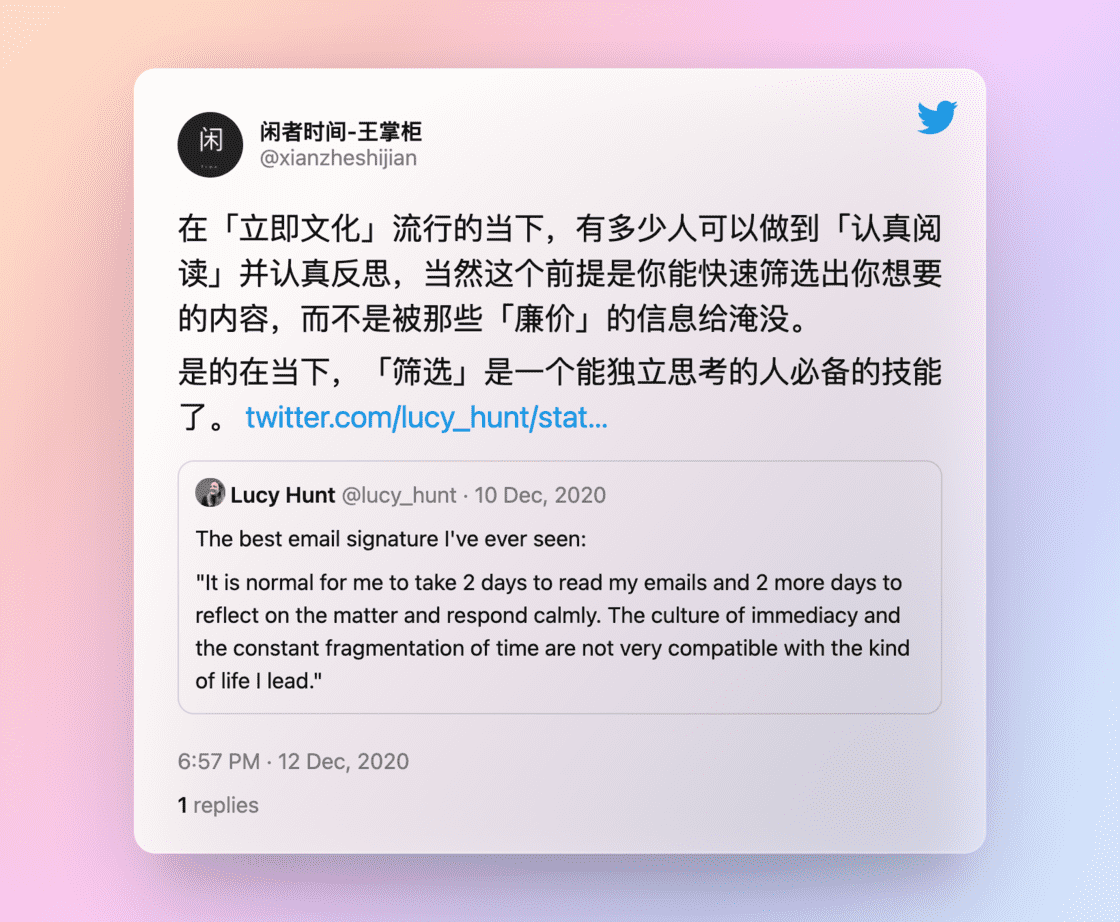 闲
闲者时间-王掌柜
@xianzheshijian
在「立即文化」流行的当下，有多少人可以做到「认真阅
读」并认真反思，当然这个前提是你能快速筛选出你想要
的内容，而不是被那些「廉价」的信息给淹没。
是的在当下，「筛选」是一个能独立思考的人必备的技能
了。 twitter.com/lucy_hunt/stat...
Lucy Hunt @lucy_hunt · 10 Dec, 2020
The best email signature I've ever seen:
"It is normal for me to take 2 days to read my emails and 2 more days to
reflect on the matter and respond calmly. The culture of immediacy and
the constant fragmentation of time are not very compatible with the kind
of life I lead."
6:57 PM · 12 Dec, 2020
1 replies